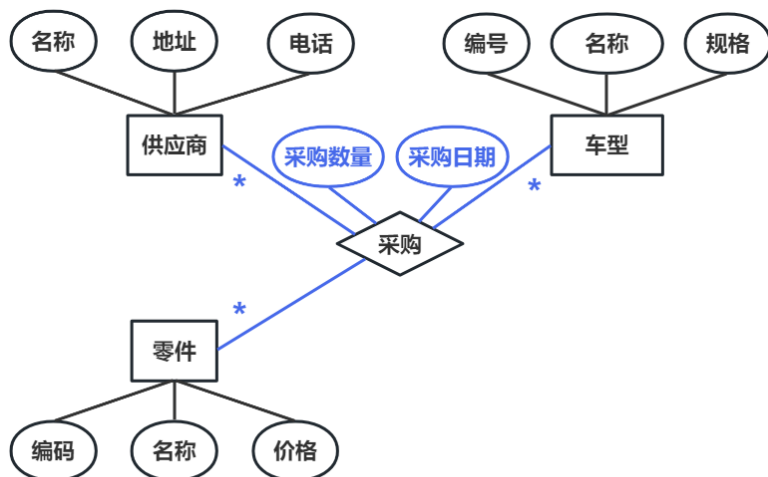 名称
地址
电话
编号
名称
规格
供应商
采购数量
采购日期
车型
*
*
采购
*
零件
编码
名称
价格